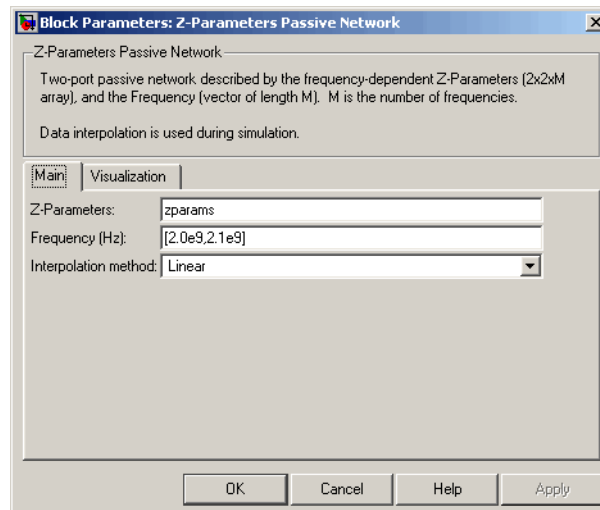 Block Parameters: Z-Parameters Passive Network
Z-Parameters Passive Network
Two-port passive network described by the frequency-dependent Z-Parameters (2x2xM
array), and the Frequency (vector of length M). M is the number of frequencies.
Data interpolation is used during simulation.
Main Visualization
Z-Parameters: zparams
Frequency (Hz): [2.0e9,2.1e9]
Interpolation method: Linear
OK Cancel Help Apply